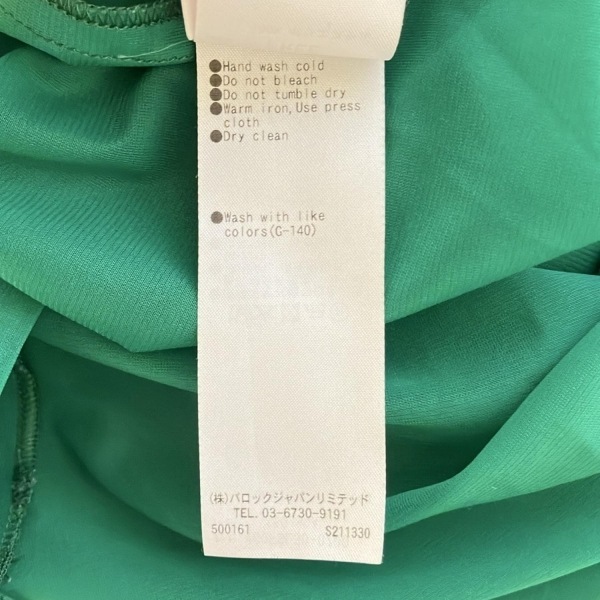 ●Hand wash cold
●Do not bleach
●Do not tumble dry
●Warm iron,Use press
cloth
●Dry clean
●Wash with like
colors(G-140)
(株)バロックジャパンリミテッド
TEL. 03-6730-9191
500161 S211330